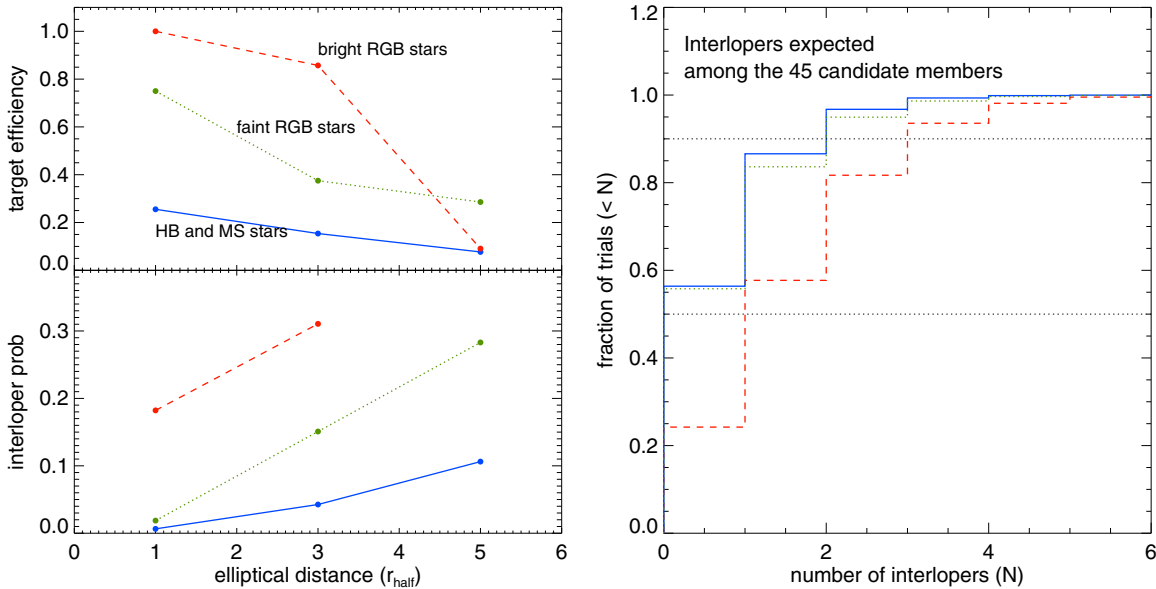 1.0
0.8
0.6
0.4
0.2
0.0
target efficiency
bright RGB stars
faint RGB stars
HB and MS stars
0.3
0.2
0.1
0.0
interloper prob
0
1
2
3
4
5
6
elliptical distance (r_half)
1.2
1.0
0.8
0.6
0.4
0.2
0.0
fraction of trials (< N)
Interlopers expected
among the 45 candidate members
0
2
4
6
number of interlopers (N)